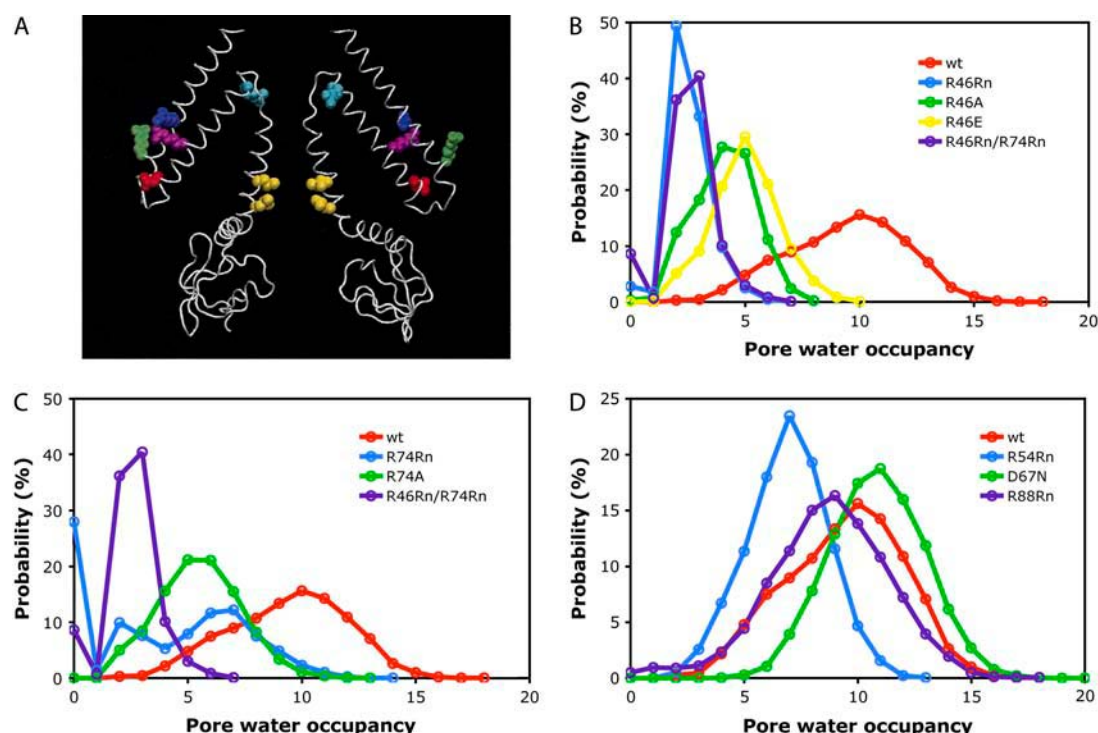 A
B
50
40
30
20
10
0
Probability (%)
wt
R46Rn
R46A
R46E
R46Rn/R74Rn
0
5
10
15
20
Pore water occupancy
C
50
40
30
20
10
0
Probability (%)
wt
R74Rn
R74A
R46Rn/R74Rn
0
5
10
15
20
Pore water occupancy
D
25
20
15
10
5
0
Probability (%)
wt
R54Rn
D67N
R88Rn
0
5
10
15
20
Pore water occupancy